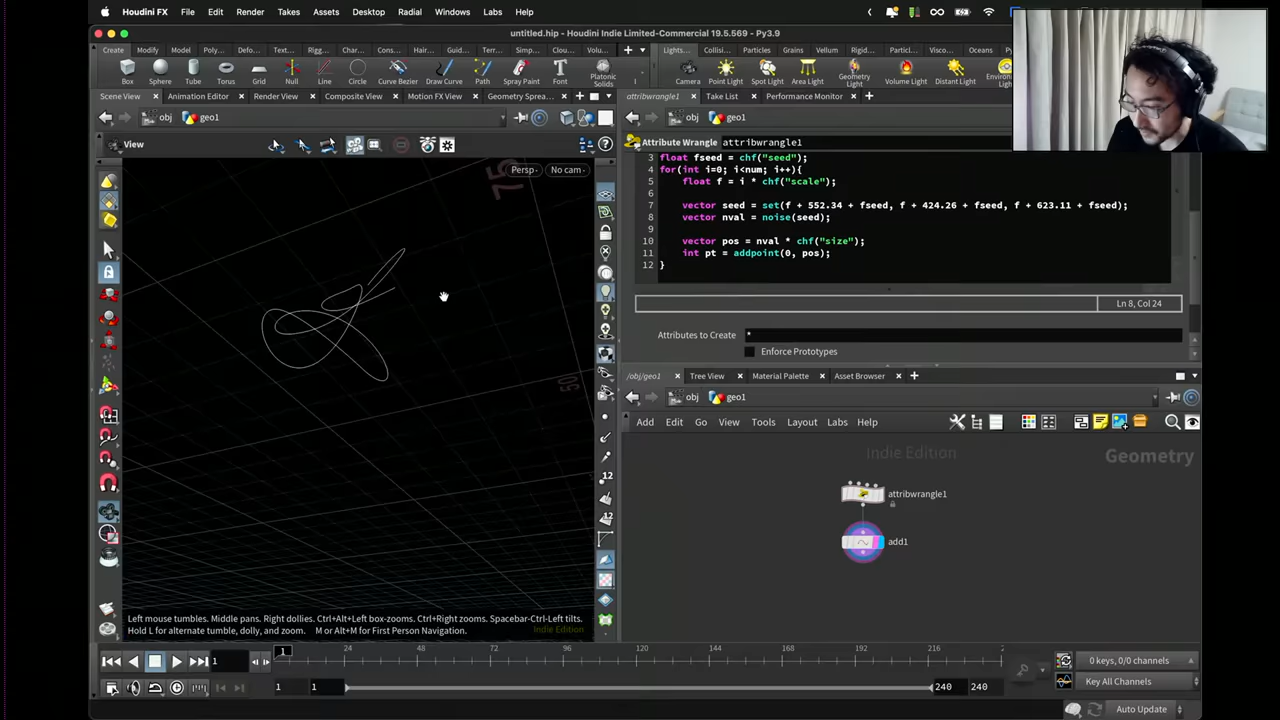 Houdini FX File Edit Render Takes Assets Desktop Radial Windows Labs Help
untitled.hip - Houdini Indie Limited-Commercial 19.5.569 - Py3.9
Create Modify Model Poly... Defo... Text... Rigg... Char... Cons... Hair... Guid... Terr... Simp... Clou... Volu...
Lights... Collisi... Particles Grains Vellum Rigid... Particl... Visco... Oceans
Box Sphere Tube Torus Grid Null Line Circle Curve Bezier Draw Curve Path Spray Paint Font Platonic Solids
Camera Point Light Spot Light Area Light Geometry Light Volume Light Distant Light
Scene View Animation Editor Render View Composite View Motion FX View Geometry Sprea...
attribwrangle1 Take List Performance Monitor
obj geo1
obj geo1
View
Attribute Wrangle attribwrangle1
Persp No cam
75
50
3 float fseed = chf("seed");
4 for(int i=0; i<num; i++){
5 float f = i * chf("scale");
6
7 vector seed = set(f + 552.34 + fseed, f + 424.26 + fseed, f + 623.11 + fseed);
8 vector nval = noise(seed);
9
10 vector pos = nval * chf("size");
11 int pt = addpoint(0, pos);
12 }
Ln 8, Col 24
Attributes to Create *
Enforce Prototypes
/obj/geo1 Tree View Material Palette Asset Browser
obj geo1
Add Edit Go View Tools Layout Labs Help
Indie Edition
Geometry
attribwrangle1
add1
12
12
Left mouse tumbles. Middle pans. Right dollies. Ctrl+Alt+Left box-zooms. Ctrl+Right zooms. Spacebar-Ctrl-Left tilts.
Hold L for alternate tumble, dolly, and zoom. M or Alt+M for First Person Navigation.
Indie Edition
1
1 24 48 72 96 120 144 168 192 216
0 keys, 0/0 channels
1 1 240 240
Key All Channels
Auto Update